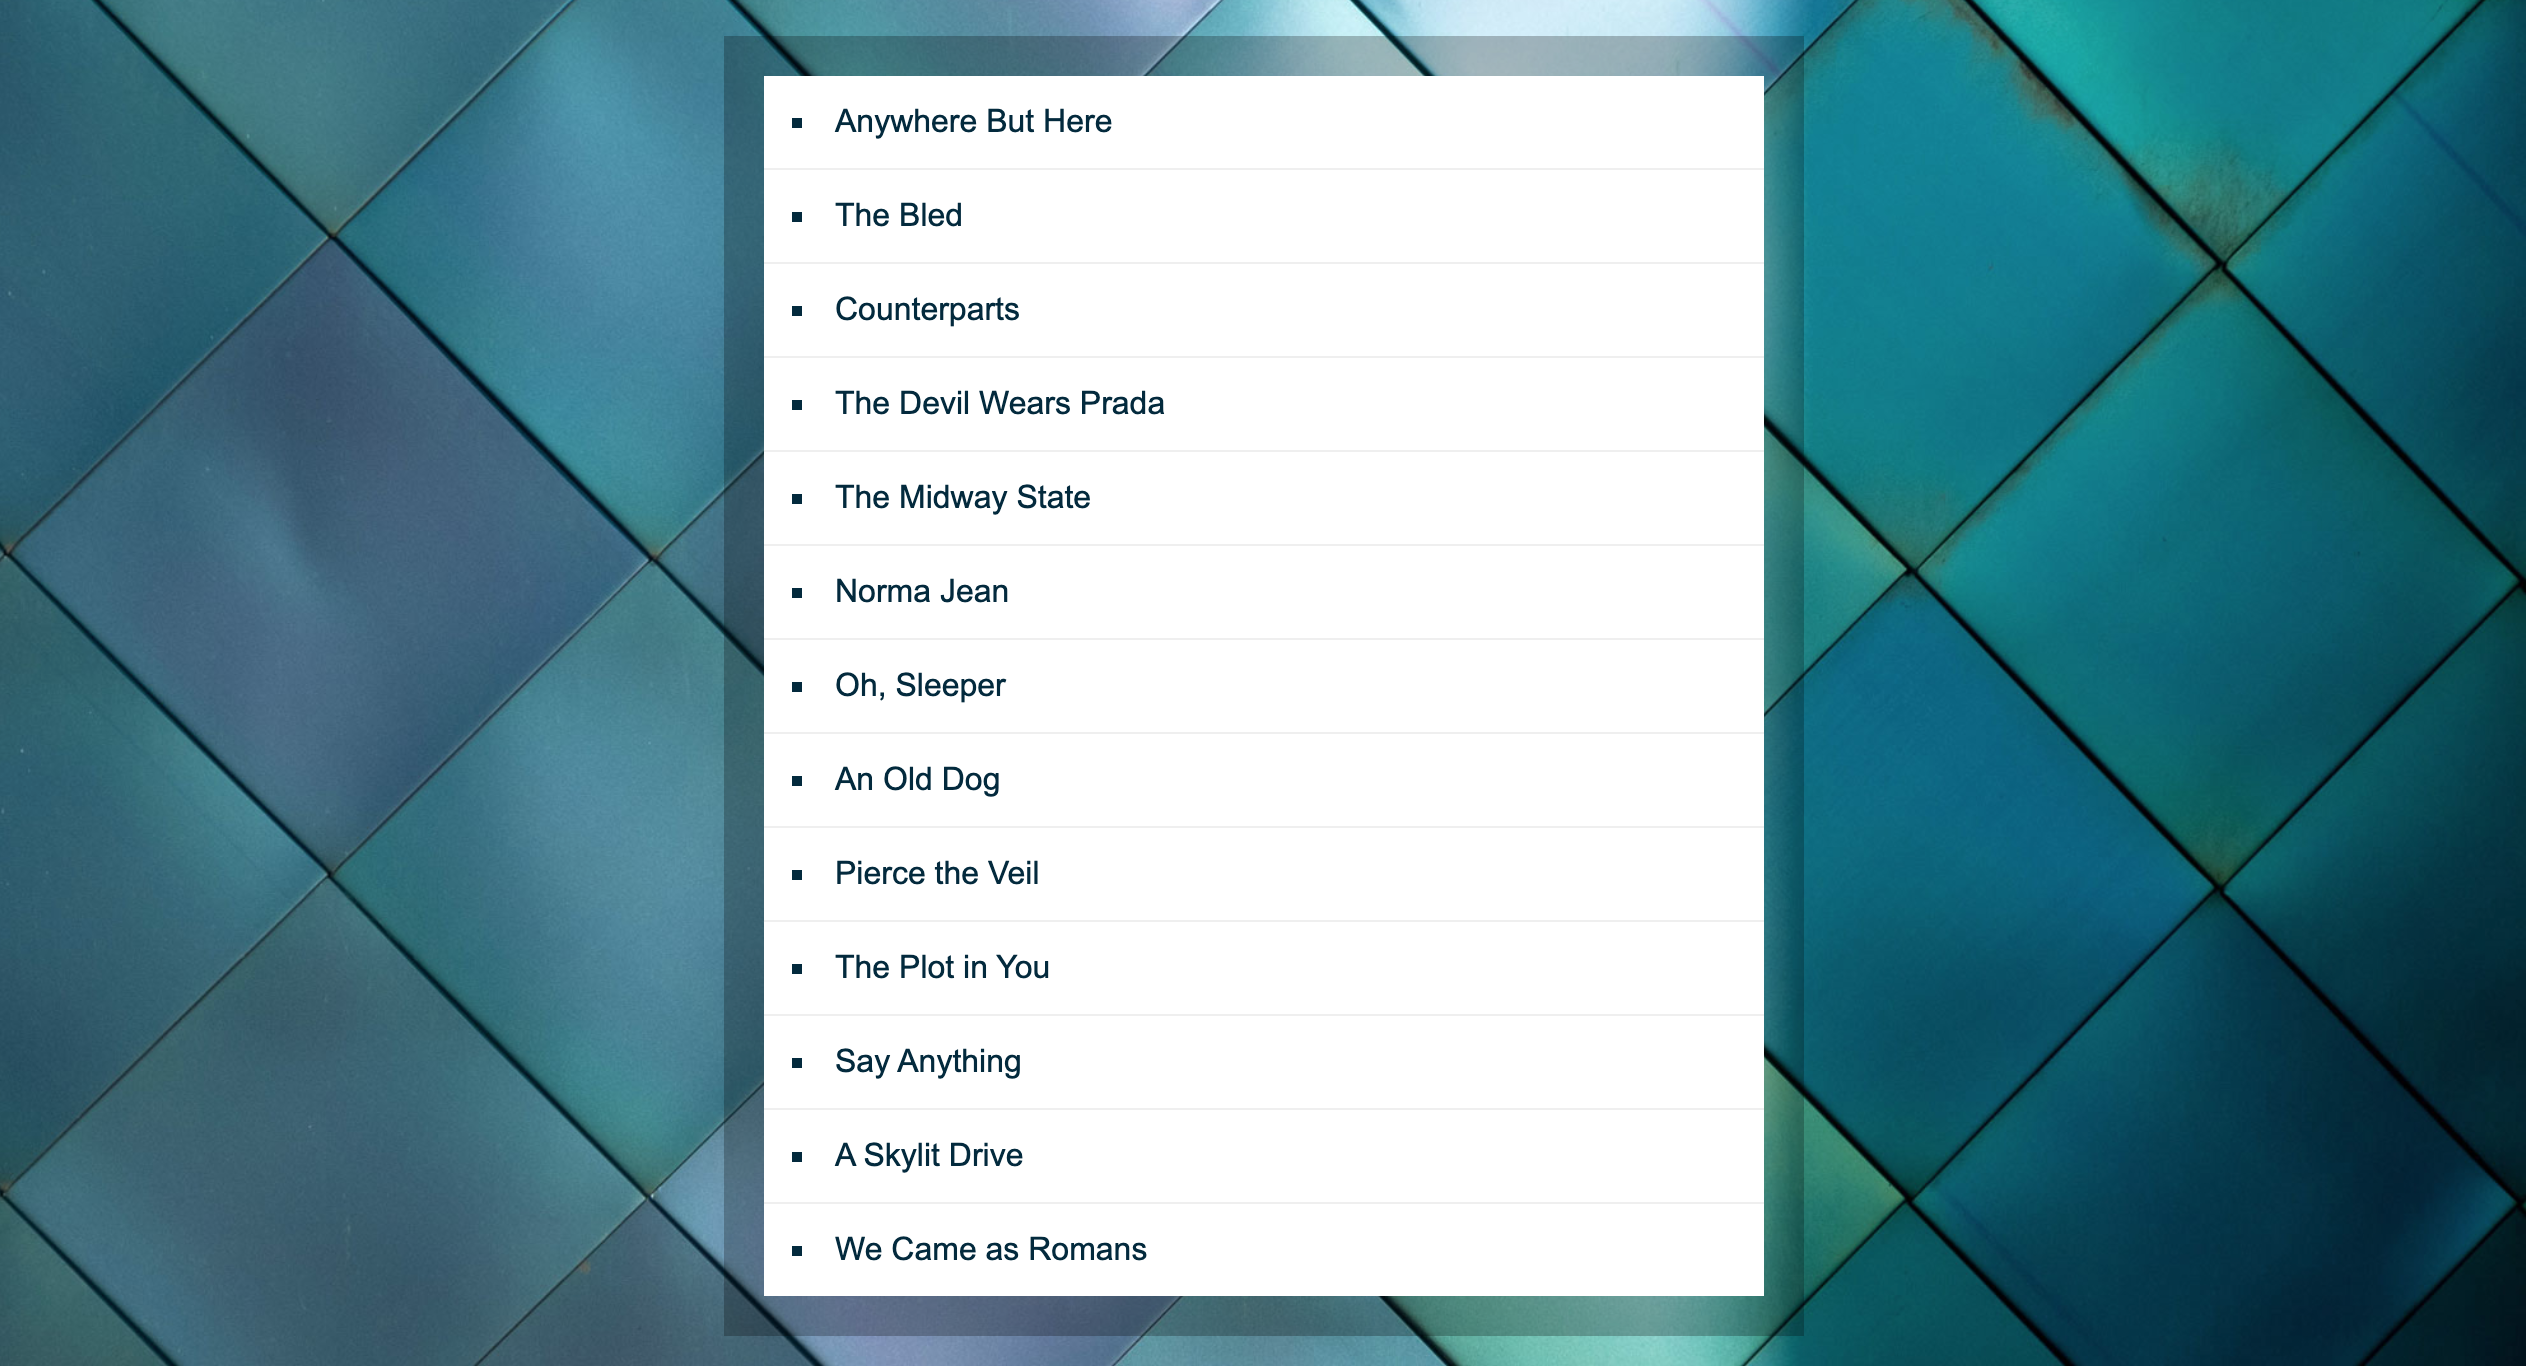 Anywhere But Here
The Bled
Counterparts
The Devil Wears Prada
The Midway State
Norma Jean
Oh, Sleeper
An Old Dog
Pierce the Veil
The Plot in You
Say Anything
A Skylit Drive
We Came as Romans